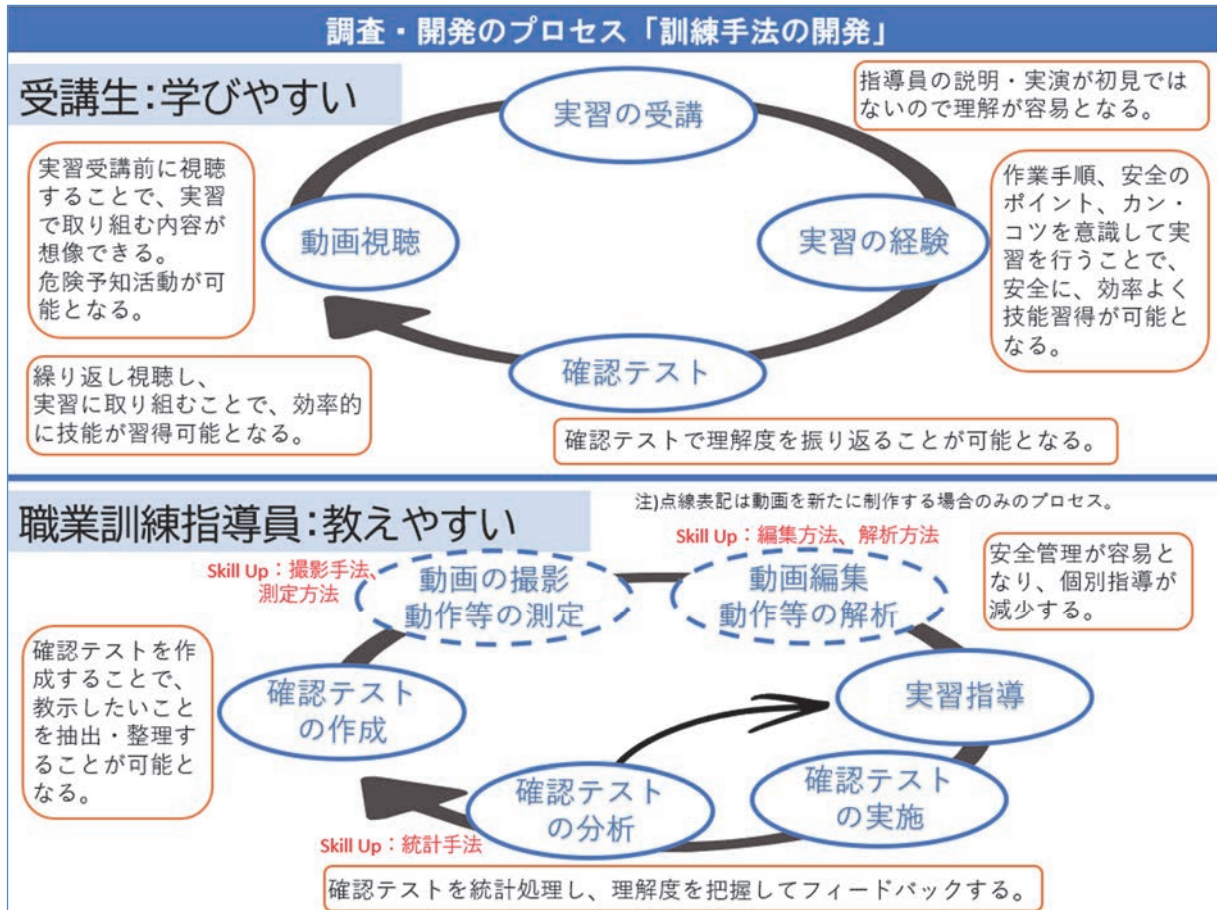 調査・開発のプロセス「訓練手法の開発」
受講生:学びやすい
実習の受講
指導員の説明・実演が初見では
ないので理解が容易となる。
実習受講前に視聴
することで、実習
で取り組む内容が
想像できる。
危険予知活動が可
能となる。
動画視聴
実習の経験
作業手順、安全の
ポイント、カン・
コツを意識して実
習を行うことで、
安全に、効率よく
技能習得が可能と
なる。
確認テスト
繰り返し視聴し、
実習に取り組むことで、効率的
に技能が習得可能となる。
確認テストで理解度を振り返ることが可能となる。
職業訓練指導員:教えやすい
注)点線表記は動画を新たに制作する場合のみのプロセス。
Skill Up:撮影手法、
測定方法
動画の撮影
動作等の測定
Skill Up:編集方法、解析方法
動画編集
動作等の解析
安全管理が容易と
なり、個別指導が
減少する。
確認テストを作
成することで、
教示したいこと
を抽出・整理す
ることが可能と
なる。
確認テスト
の作成
実習指導
確認テスト
の実施
確認テスト
の分析
Skill Up:統計手法
確認テストを統計処理し、理解度を把握してフィードバックする。